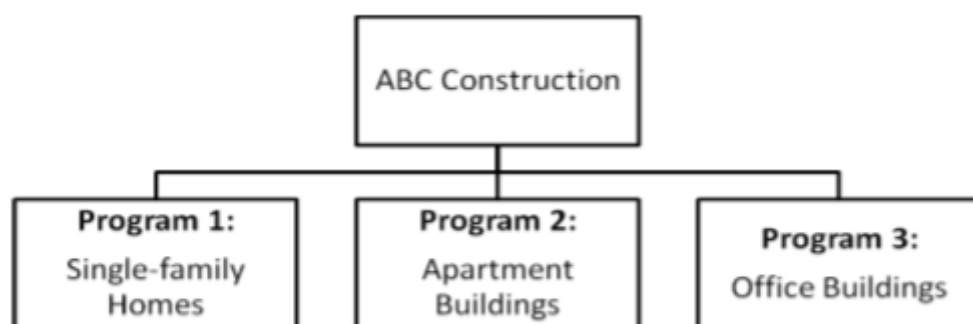 ABC Construction
Program 1:
Single-family
Homes
Program 2:
Apartment
Buildings
Program 3:
Office Buildings